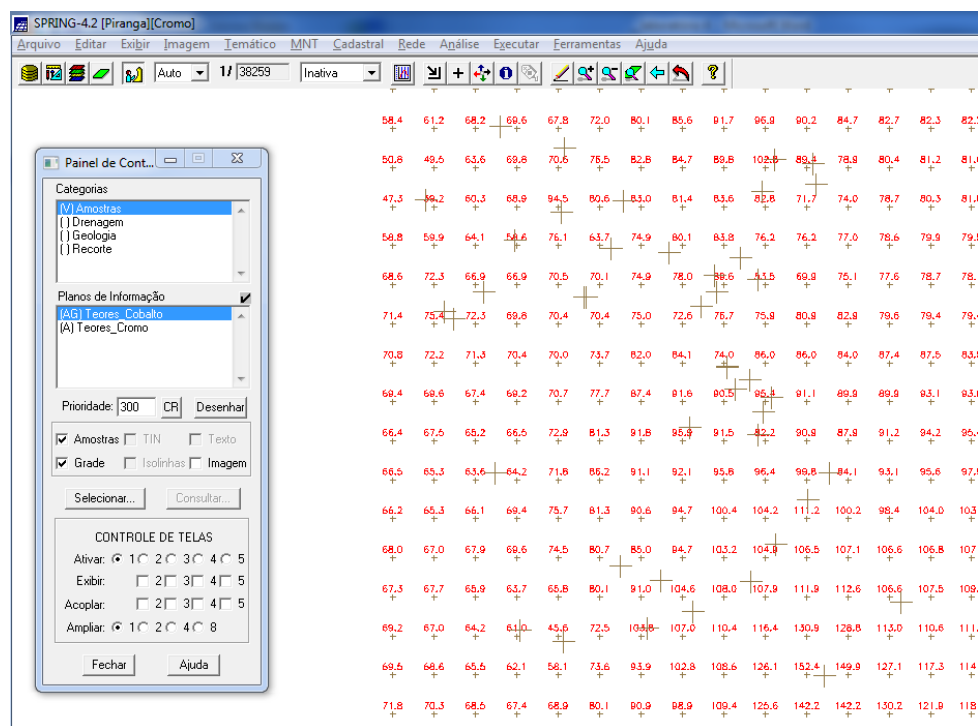 SPRING-4.2 [Piranga][Cromo]
Arquivo Editar Exibir Imagem Temático MNT Cadastral Rede Análise Executar Ferramentas Ajuda
Auto 1/ 38259 Inativa
58.4 61.2 68.2 69.6 67.8 72.0 80.1 85.6 91.7 96.9 90.2 84.7 82.7 82.3
Painel de Cont...
50.8 49.5 63.6 69.8 70.6 76.5 82.8 84.7 89.8 89.4 78.9 80.4 81.2
Categorias
(V) Amostras
47.3 60.3 68.9 94.5 80.6 83.0 81.4 83.6 82.8 71.7 74.0 78.7 80.3
( ) Drenagem
( ) Geologia
58.8 59.9 64.1 58.6 76.1 63.7 74.9 80.1 83.8 76.2 76.2 77.0 78.6 79.9
( ) Recorte
68.6 72.3 66.9 66.9 70.5 70.1 74.9 78.0 69.9 75.1 77.6 78.7
Planos de Informação
(AG) Teores_Cobalto
71.4 75.4 72.3 69.8 70.4 70.4 75.0 72.6 76.7 75.9 80.9 82.9 79.6 79.4
(A) Teores_Cromo
70.8 72.2 71.3 70.4 70.0 73.7 82.0 84.1 74.0 86.0 86.0 84.0 87.4 87.5
Prioridade: 300 CR Desenhar
69.4 69.6 67.4 69.2 70.7 77.7 87.4 91.6 90.5 95.4 91.1 89.9 89.9 93.1
66.4 67.5 65.2 66.5 72.9 81.3 91.8 95.9 91.5 82.2 90.9 87.9 91.2 94.2
Amostras TIN Texto
Grade Isolinhas Imagem
66.5 65.3 63.6 64.2 71.8 86.2 91.1 92.1 95.8 96.4 99.8 84.1 93.1 95.6
Selecionar... Consultar...
66.2 65.3 66.1 69.4 75.7 81.3 90.6 94.7 100.4 104.2 111.2 100.2 98.4 104.0
CONTROLE DE TELAS
68.0 67.0 67.9 69.6 74.5 80.7 85.0 94.7 103.2 104.9 106.5 107.1 106.6 106.8
Ativar: 1 2 3 4 5
Exibir: 2 3 4 5
67.3 67.7 65.9 63.7 65.8 80.1 91.0 104.6 108.0 107.9 111.9 112.6 106.6 107.5
Acoplar: 2 3 4 5
Ampliar: 1 2 4 8
69.2 67.0 64.2 61.0 45.6 72.5 103.8 107.0 110.4 116.4 130.9 128.8 113.0 110.6
Fechar Ajuda
69.5 68.6 65.5 62.1 58.1 73.6 93.9 102.8 108.6 126.1 152.4 149.9 127.1 117.3
71.8 70.3 68.5 67.4 68.9 80.1 90.9 98.9 109.4 125.6 142.2 142.2 130.2 121.9